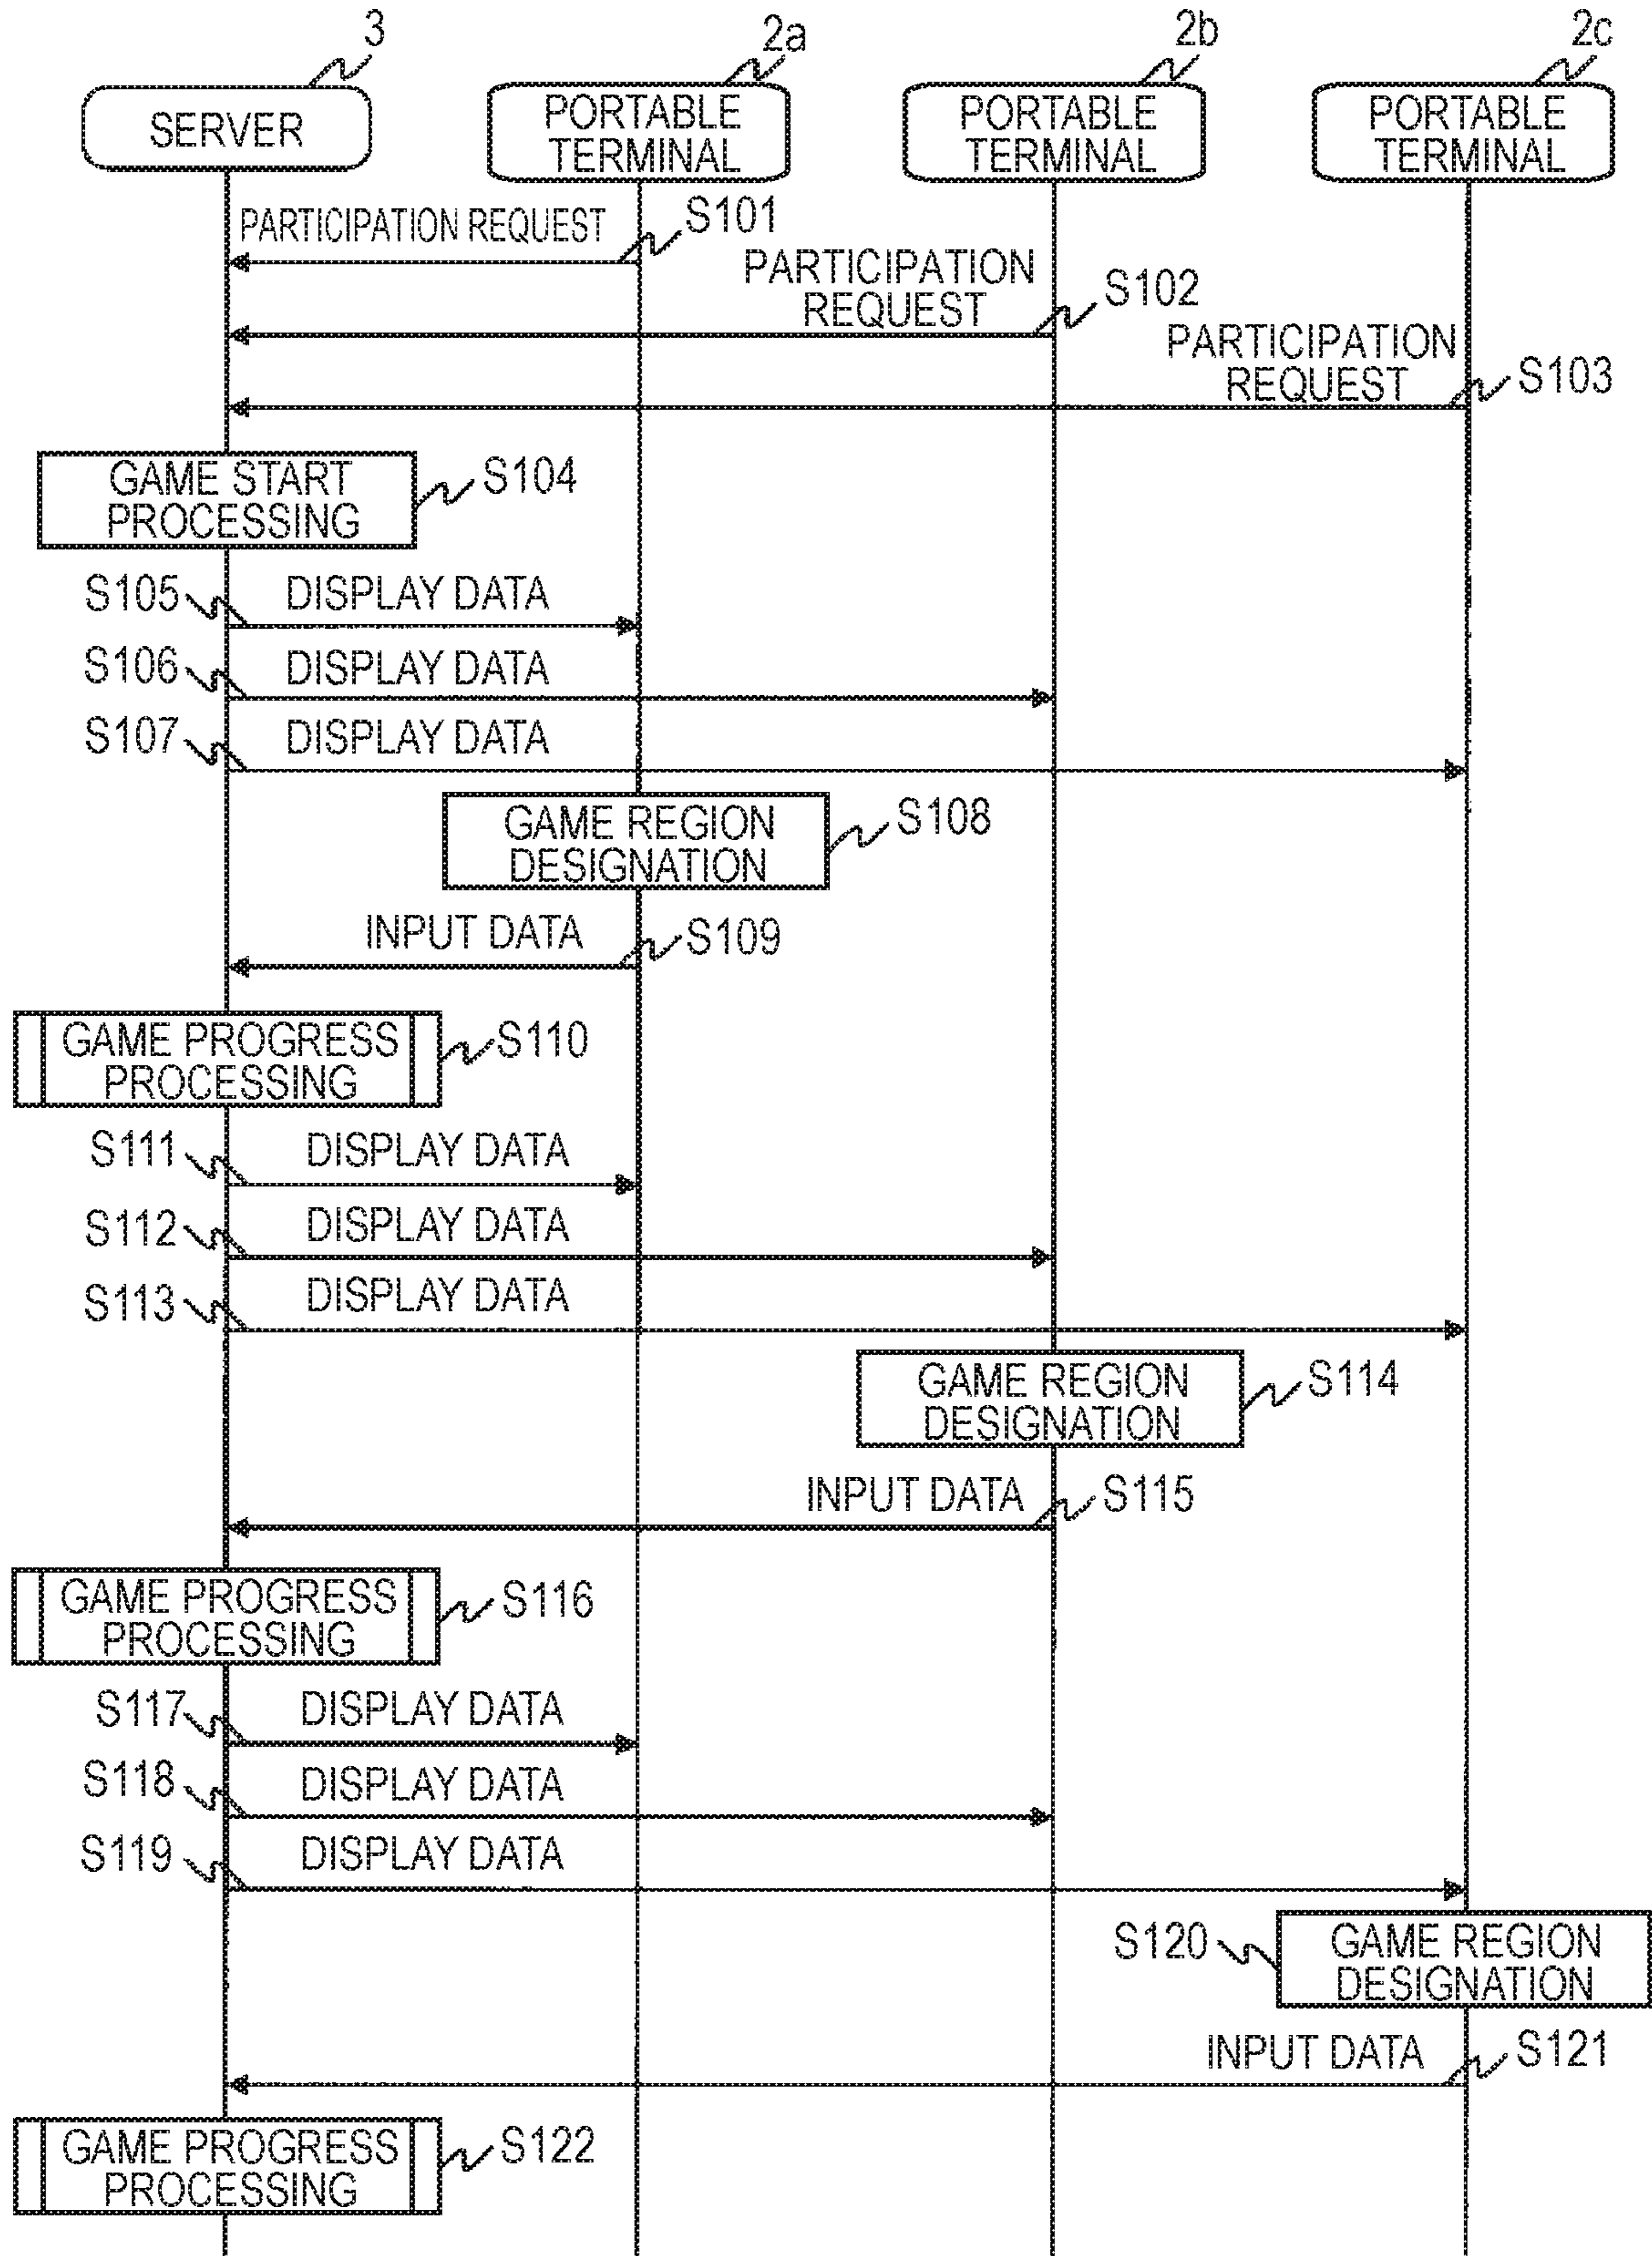 3
2a
2b
2c
SERVER
PORTABLE
TERMINAL
PORTABLE
TERMINAL
PORTABLE
TERMINAL
PARTICIPATION REQUEST
S101
PARTICIPATION
REQUEST
S102
PARTICIPATION
REQUEST
S103
GAME START
PROCESSING
S104
S105
DISPLAY DATA
S106
DISPLAY DATA
S107
DISPLAY DATA
GAME REGION
DESIGNATION
S108
INPUT DATA
S109
GAME PROGRESS
PROCESSING
S110
S111
DISPLAY DATA
S112
DISPLAY DATA
S113
DISPLAY DATA
GAME REGION
DESIGNATION
S114
INPUT DATA
S115
GAME PROGRESS
PROCESSING
S116
S117
DISPLAY DATA
S118
DISPLAY DATA
S119
DISPLAY DATA
S120
GAME REGION
DESIGNATION
INPUT DATA
S121
GAME PROGRESS
PROCESSING
S122